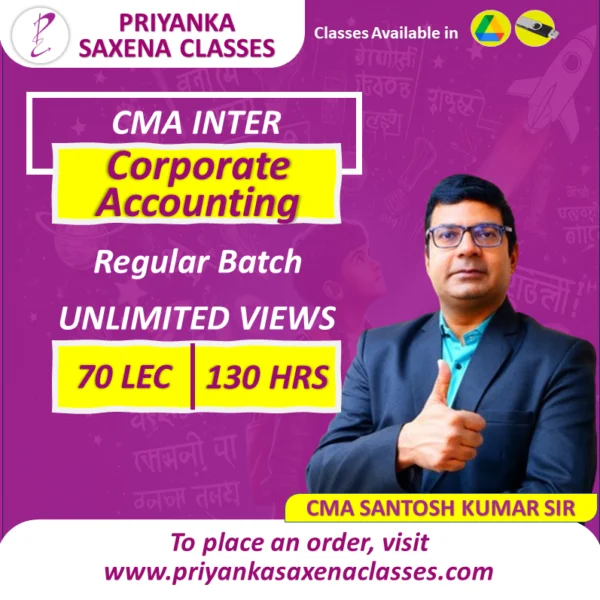 PRIYANKA
SAXENA CLASSES
Classes Available in
CMA INTER
Corporate
Accounting
Regular Batch
UNLIMITED VIEWS
70 LEC | 130 HRS
CMA SANTOSH KUMAR SIR
To place an order, visit
www.priyankasaxenaclasses.com